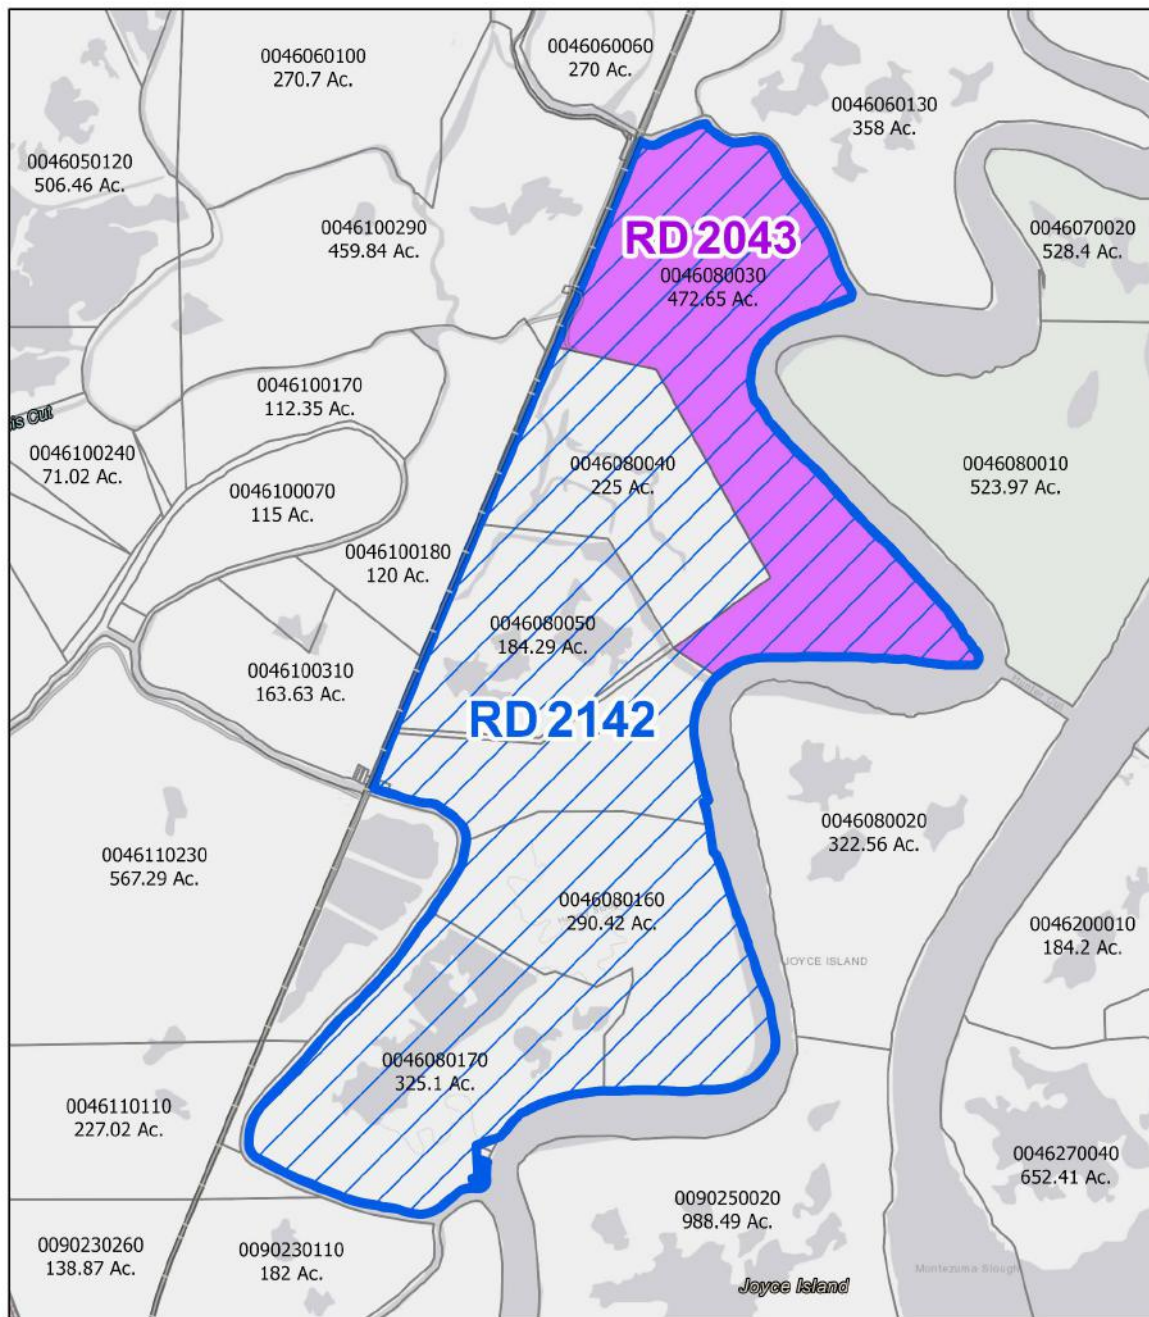 0046060100
270.7 Ac.
0046060060
270 Ac.
0046060130
358 Ac.
0046050120
506.46 Ac.
0046100290
459.84 Ac.
RD 2043
0046080030
472.65 Ac.
0046070020
528.4 Ac.
0046100170
112.35 Ac.
is Cut
0046100240
71.02 Ac.
0046100070
115 Ac.
0046080040
225 Ac.
0046080010
523.97 Ac.
0046100180
120 Ac.
0046080050
184.29 Ac.
0046100310
163.63 Ac.
RD 2142
0046080020
322.56 Ac.
0046110230
567.29 Ac.
0046080160
290.42 Ac.
0046200010
184.2 Ac.
JOYCE ISLAND
0046080170
325.1 Ac.
0046110110
227.02 Ac.
0046270040
652.41 Ac.
0090250020
988.49 Ac.
0090230260
138.87 Ac.
0090230110
182 Ac.
Montezuma Slough
Joyce Island